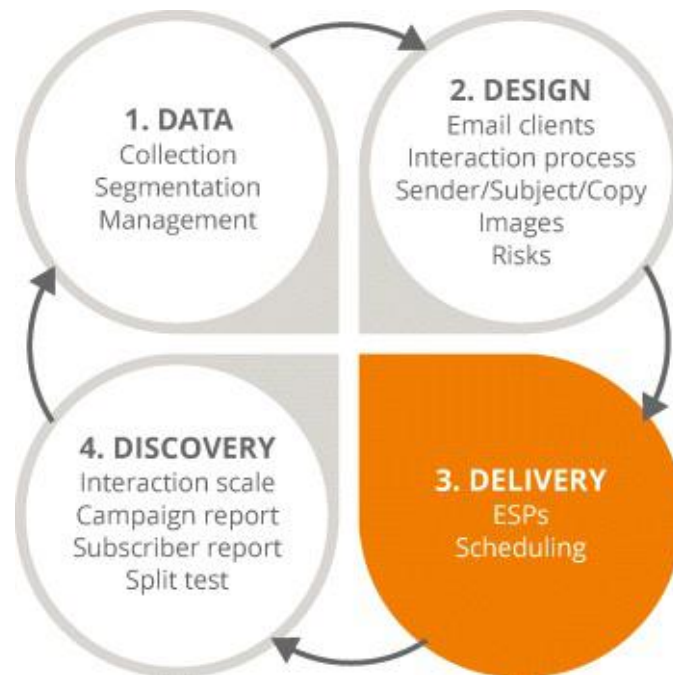 1. DATA
Collection
Segmentation
Management
2. DESIGN
Email clients
Interaction process
Sender/Subject/Copy
Images
Risks
3. DELIVERY
ESPs
Scheduling
4. DISCOVERY
Interaction scale
Campaign report
Subscriber report
Split test